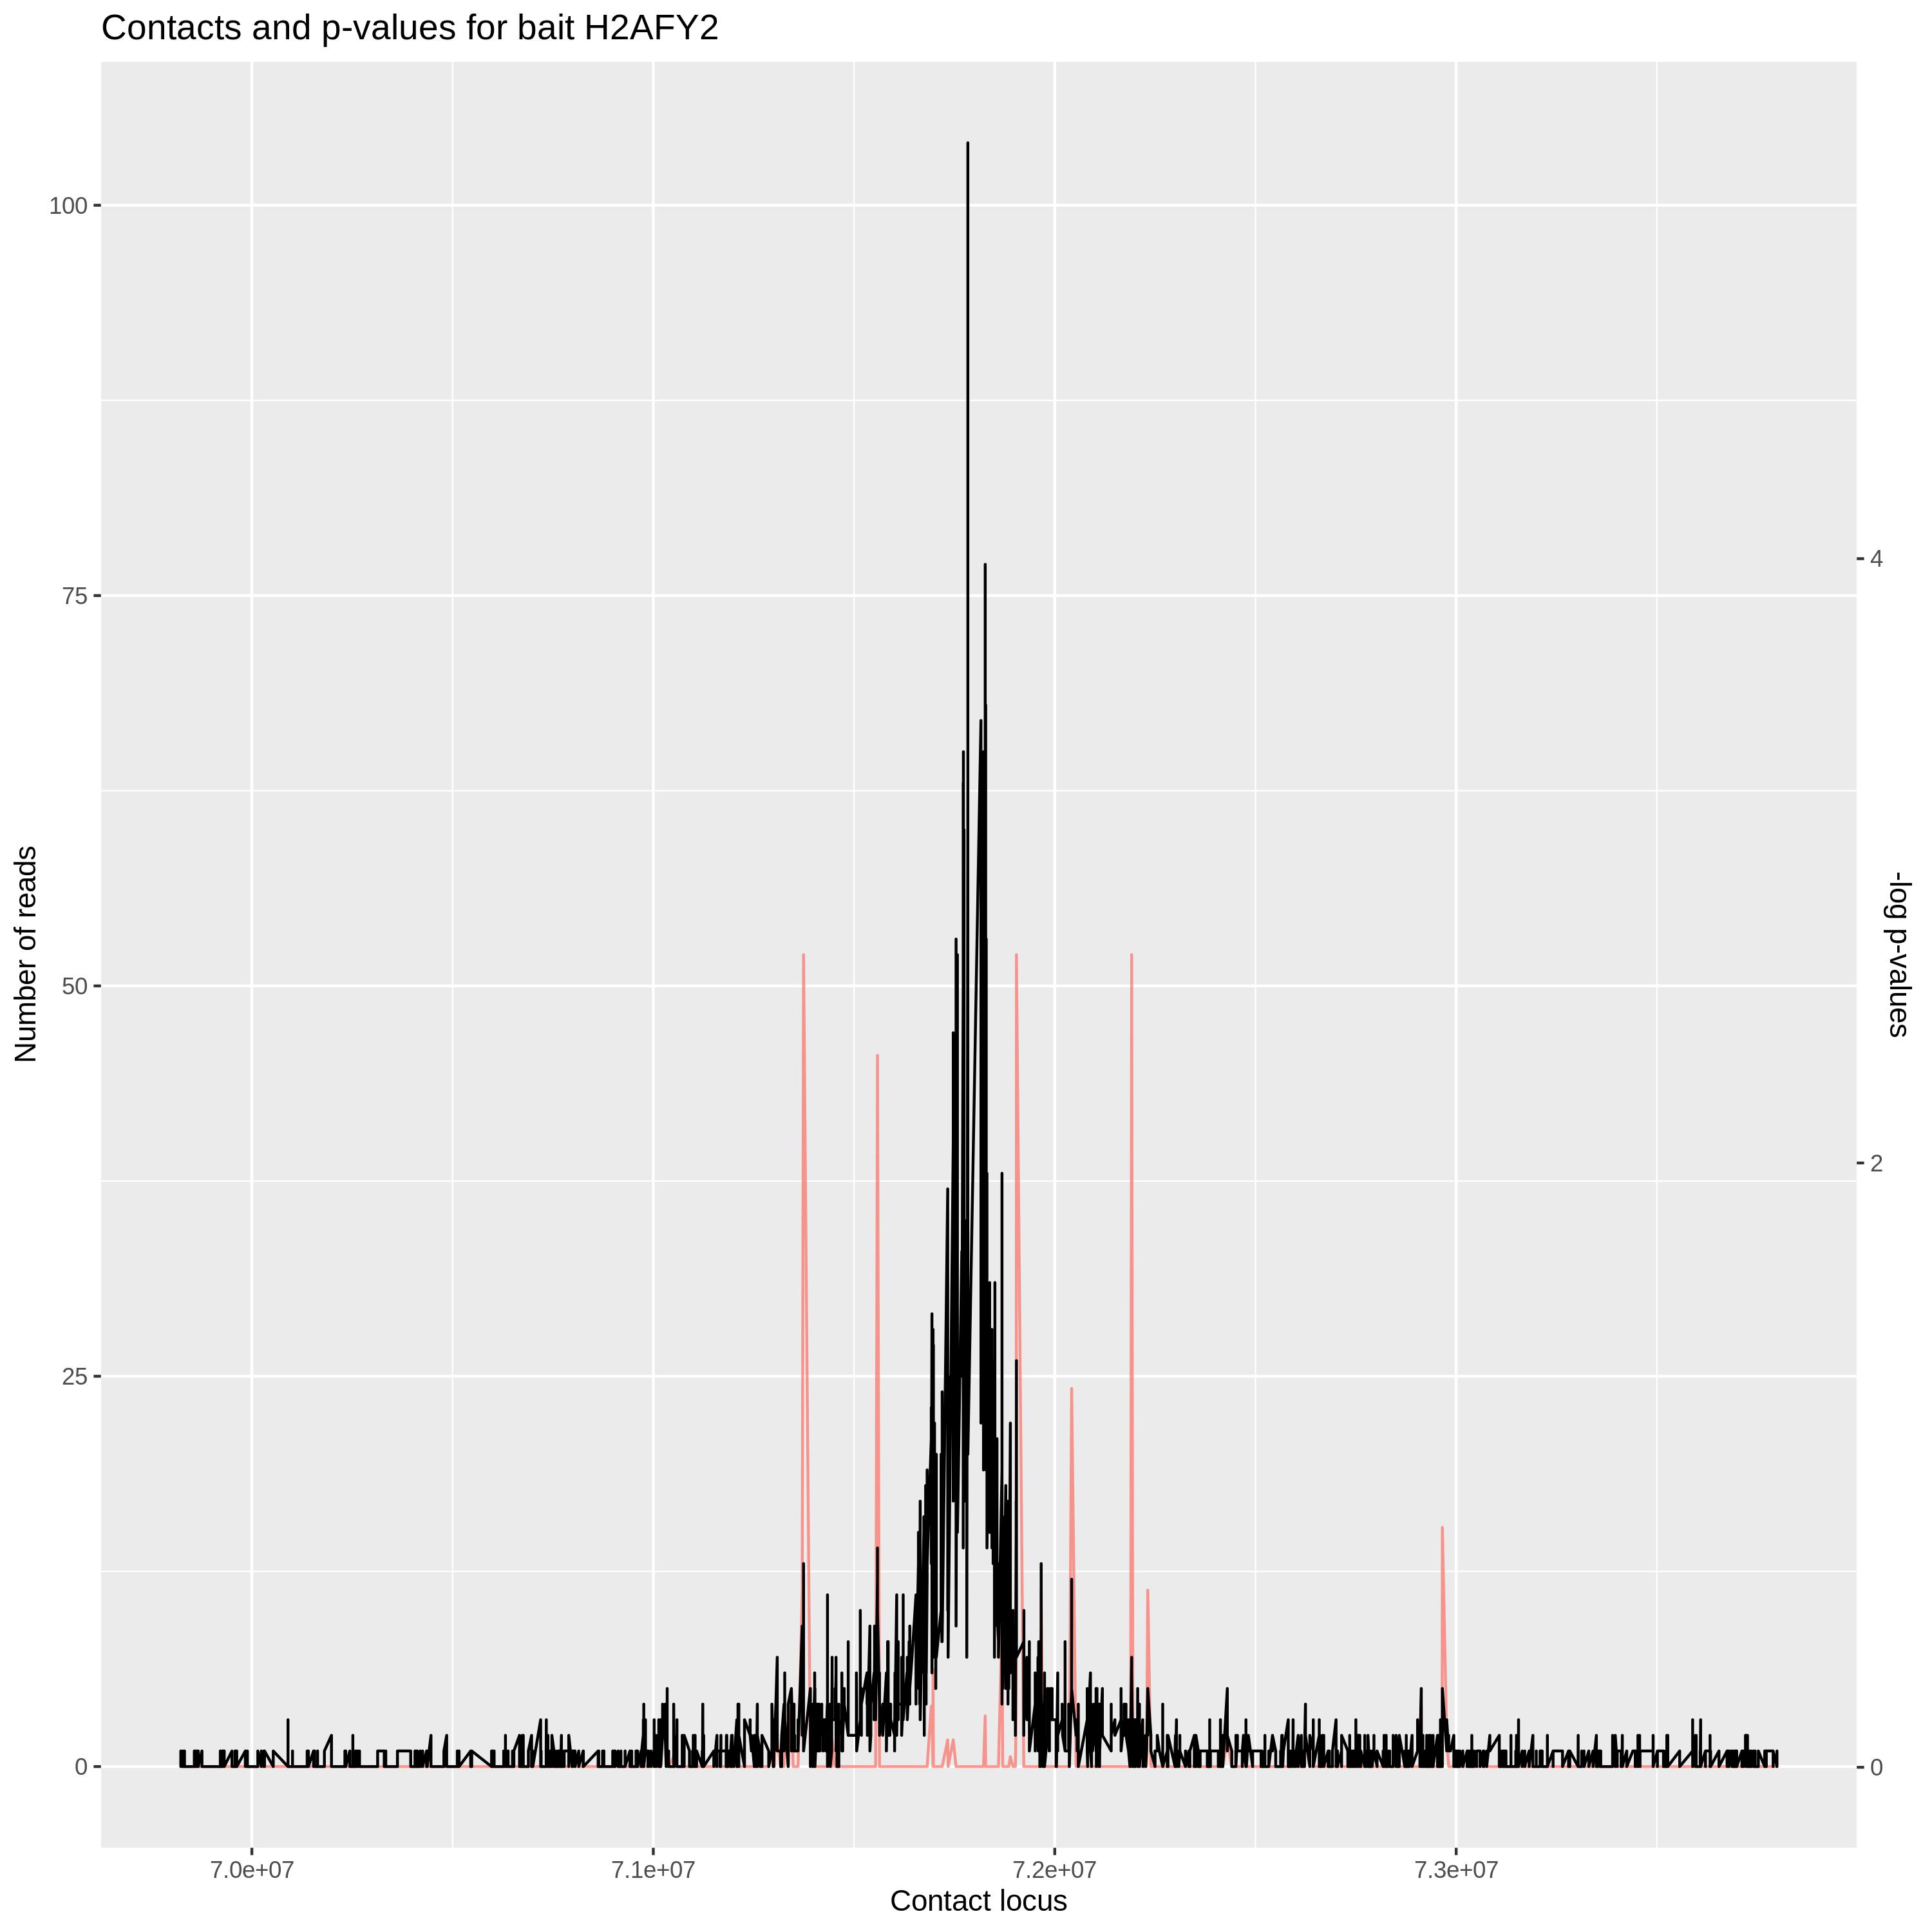 Contacts and p-values for bait H2AFY2
100
75
50
25
0
Number of reads
4
2
0
-log p-values
7.0e+07
7.1e+07
7.2e+07
7.3e+07
Contact locus